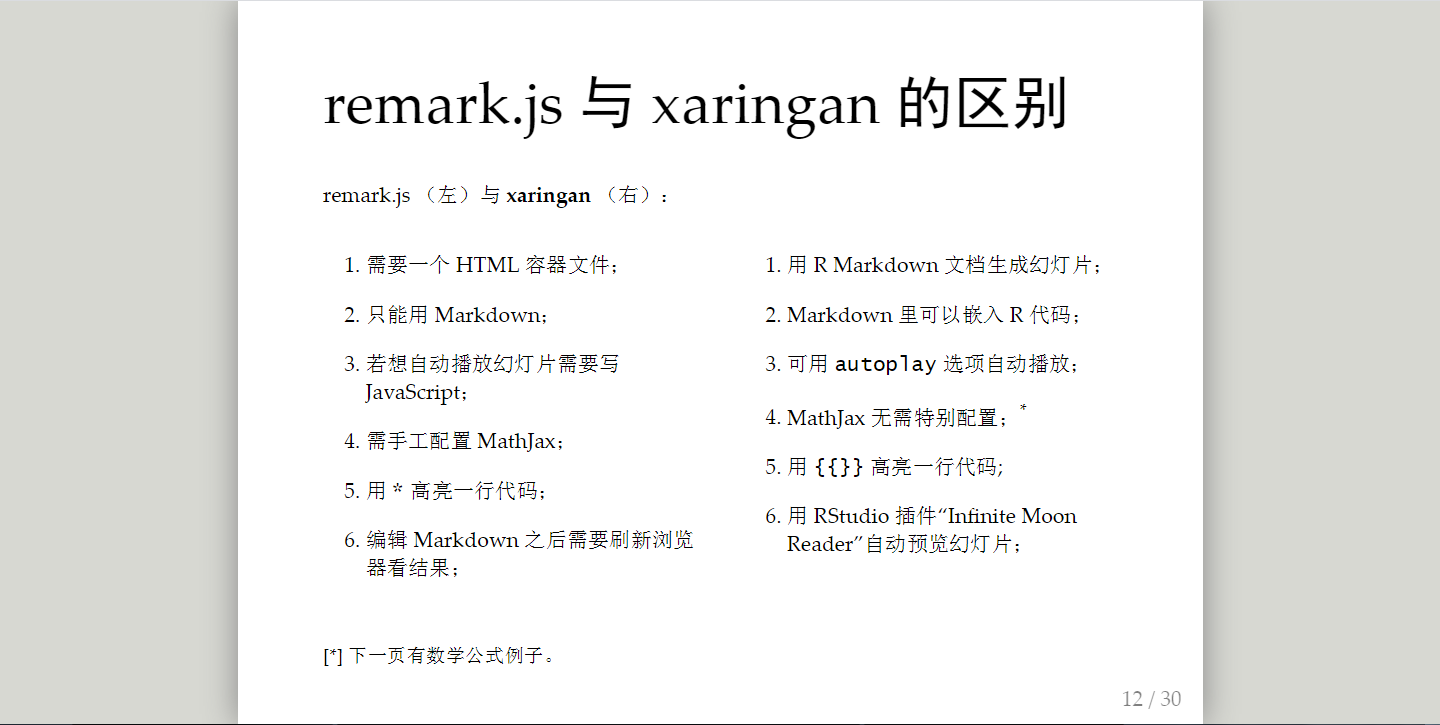 remark.js 与 xaringan 的区别
remark.js （左）与 xaringan （右）：
1. 需要一个 HTML 容器文件；
2. 只能用 Markdown；
3. 若想自动播放幻灯片需要写
JavaScript；
4. 需手工配置 MathJax；
5. 用 * 高亮一行代码；
6. 编辑 Markdown 之后需要刷新浏览
器看结果；
1. 用 R Markdown 文档生成幻灯片；
2. Markdown 里可以嵌入 R 代码；
3. 可用 autoplay 选项自动播放；
4. MathJax 无需特别配置；*
5. 用 {{}} 高亮一行代码;
6. 用 RStudio 插件“Infinite Moon
Reader”自动预览幻灯片；
[*] 下一页有数学公式例子。
12 / 30